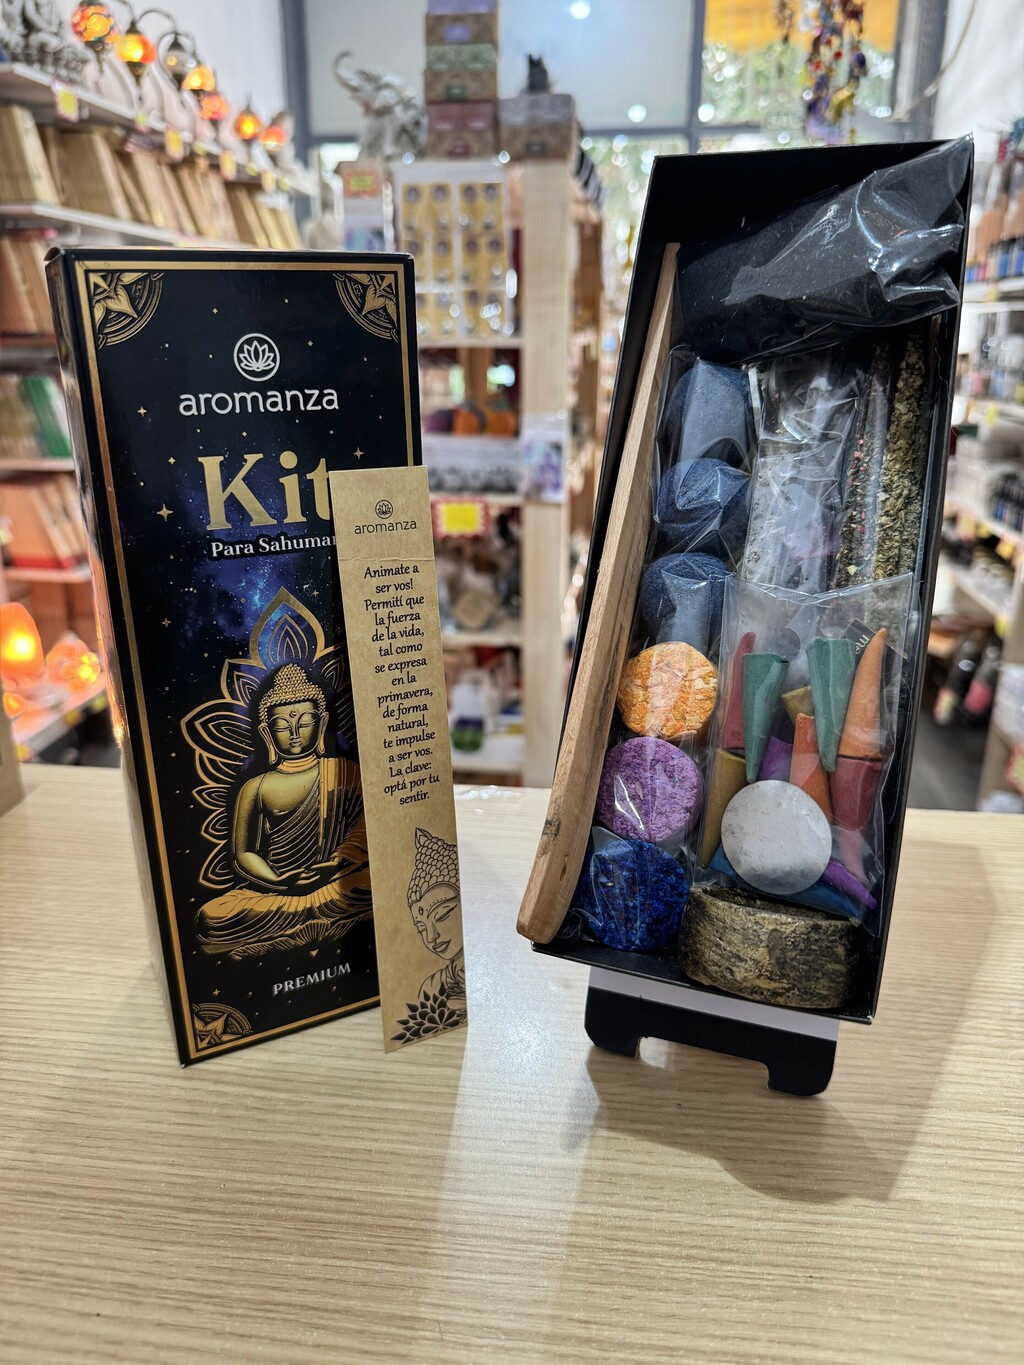 aromanza
Kit
Para Sahumar
PREMIUM
aromanza
Animate a
ser vos!
Permití que
la fuerza
de la vida,
tal como
se expresa
en la
primavera,
de forma
natural,
te impulse
a ser vos.
La clave:
optá por tu
sentir.